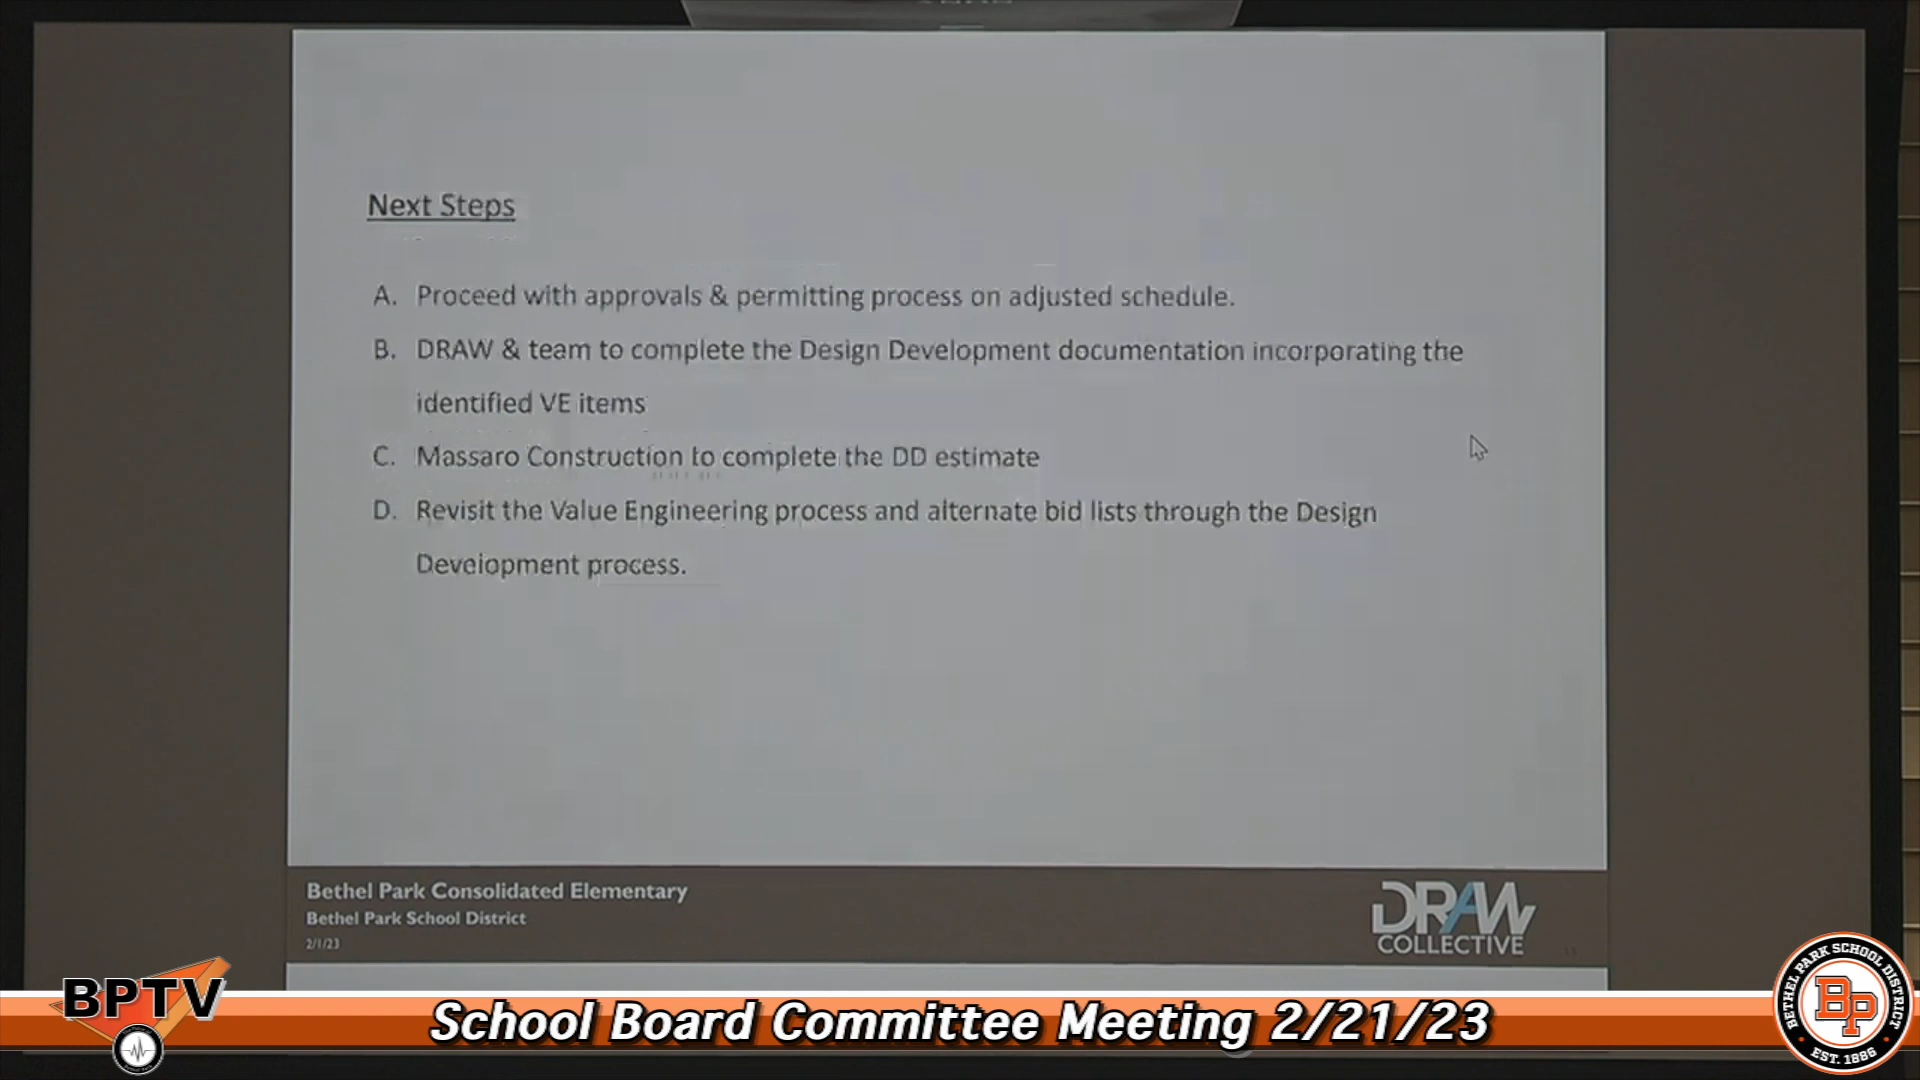 Next Steps
A. Proceed with approvals & permitting process on adjusted schedule.
B. DRAW & team to complete the Design Development documentation incorporating the
identified VE items
C. Massaro Construction to complete the DD estimate
D. Revisit the Value Engineering process and alternate bid lists through the Design
Development process.
Bethel Park Consolidated Elementary
Bethel Park School District
2/1/23
DRAW
COLLECTIVE
BPTV
School Board Committee Meeting 2/21/23
BETHEL PARK SCHOOL DISTRICT
BP
EST. 1886